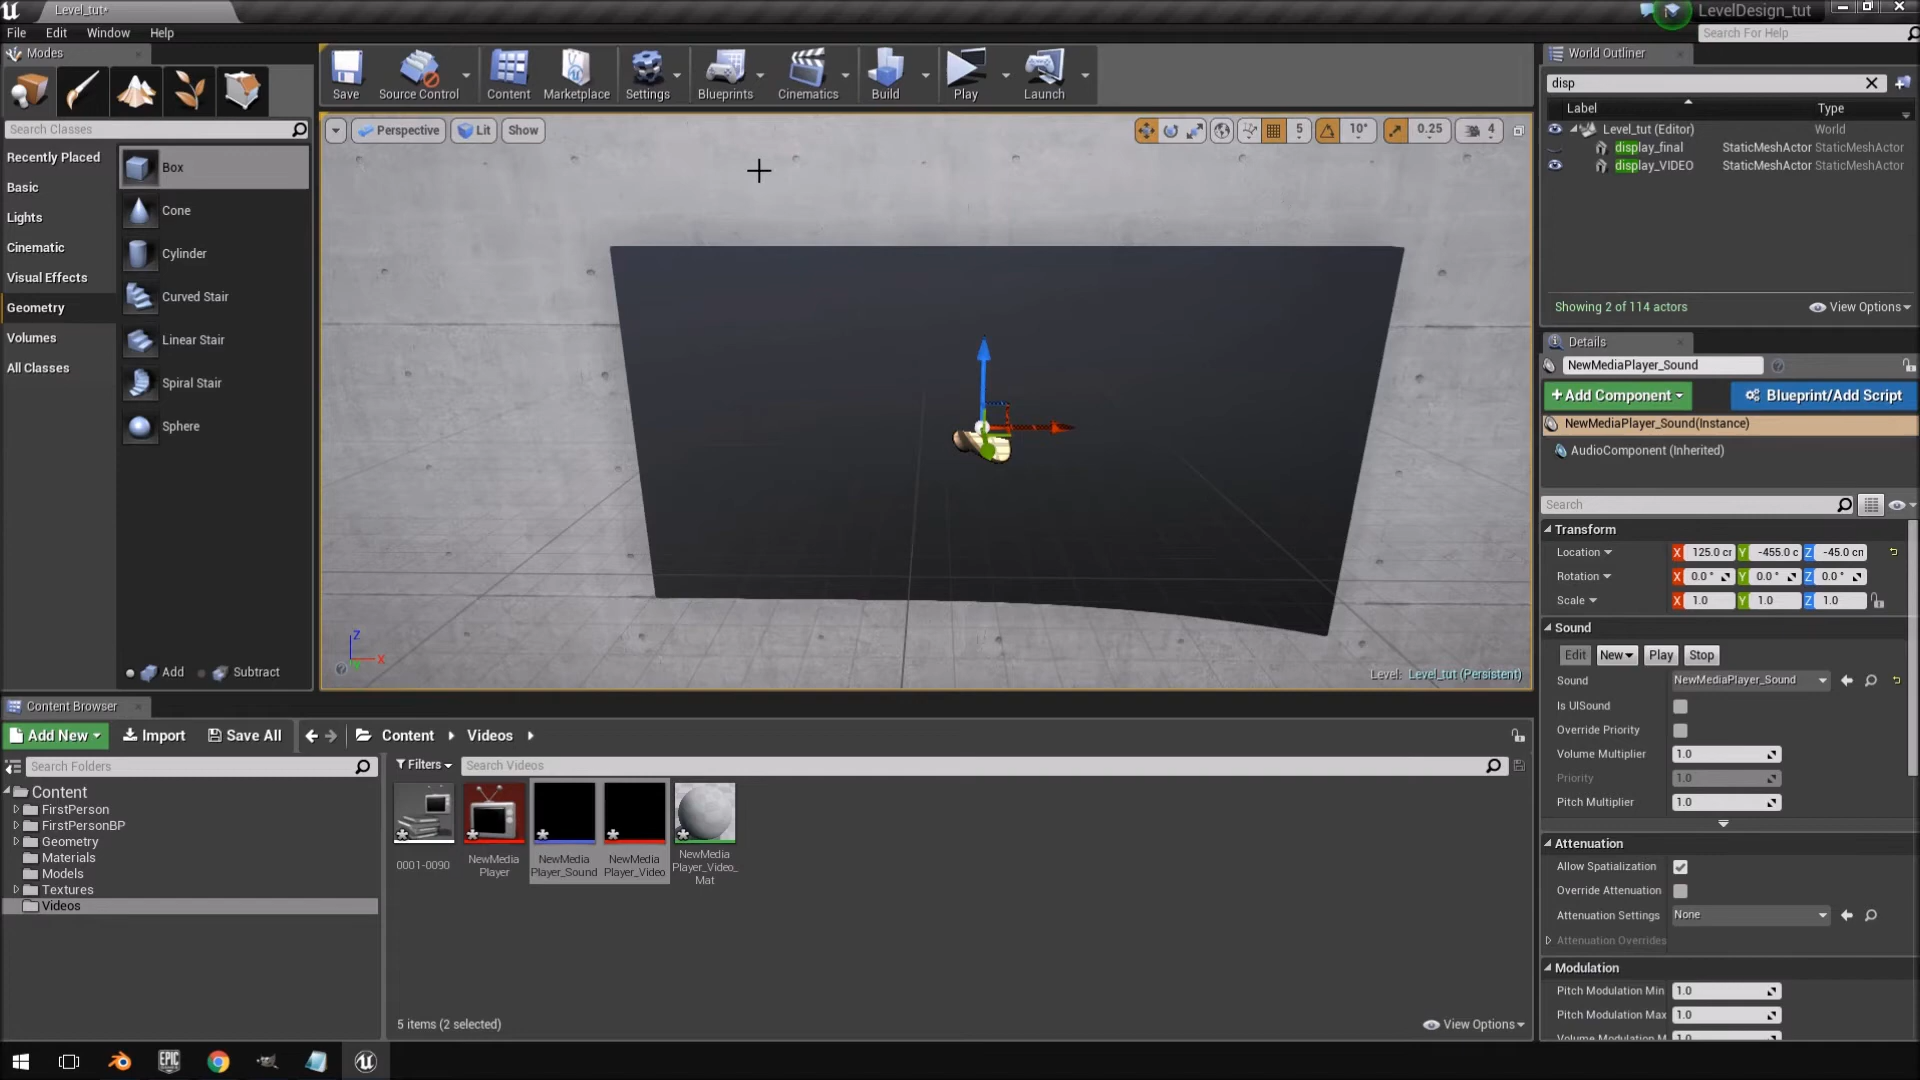 Level_tut*
LevelDesign_tut
File Edit Window Help
Search For Help
Modes
Search Classes
Recently Placed
Basic
Lights
Cinematic
Visual Effects
Geometry
Volumes
All Classes
Box
Cone
Cylinder
Curved Stair
Linear Stair
Spiral Stair
Sphere
Add Subtract
Save Source Control Content Marketplace Settings Blueprints Cinematics Build Play Launch
Perspective Lit Show
5 10° 0.25 4
Z
X
Level: Level_tut (Persistent)
World Outliner
disp
Label Type
Level_tut (Editor) World
display_final StaticMeshActor StaticMeshActor
display_VIDEO StaticMeshActor StaticMeshActor
Showing 2 of 114 actors View Options
Details
NewMediaPlayer_Sound
+Add Component Blueprint/Add Script
NewMediaPlayer_Sound(Instance)
AudioComponent (Inherited)
Search
Transform
Location X 125.0 cr Y -455.0 c Z -45.0 cn
Rotation X 0.0 ° Y 0.0 ° Z 0.0 °
Scale X 1.0 Y 1.0 Z 1.0
Sound
Edit New Play Stop
Sound NewMediaPlayer_Sound
Is UISound
Override Priority
Volume Multiplier 1.0
Priority 1.0
Pitch Multiplier 1.0
Attenuation
Allow Spatialization
Override Attenuation
Attenuation Settings None
Attenuation Overrides
Modulation
Pitch Modulation Min 1.0
Pitch Modulation Max 1.0
Volume Modulation M 1.0
Content Browser
Add New Import Save All Content Videos
Search Folders
Filters Search Videos
Content
FirstPerson
FirstPersonBP
Geometry
Materials
Models
Textures
Videos
0001-0090
NewMedia
Player
NewMedia
Player_Sound
NewMedia
Player_Video
NewMedia
Player_Video_
Mat
5 items (2 selected) View Options
EPIC
GAMES